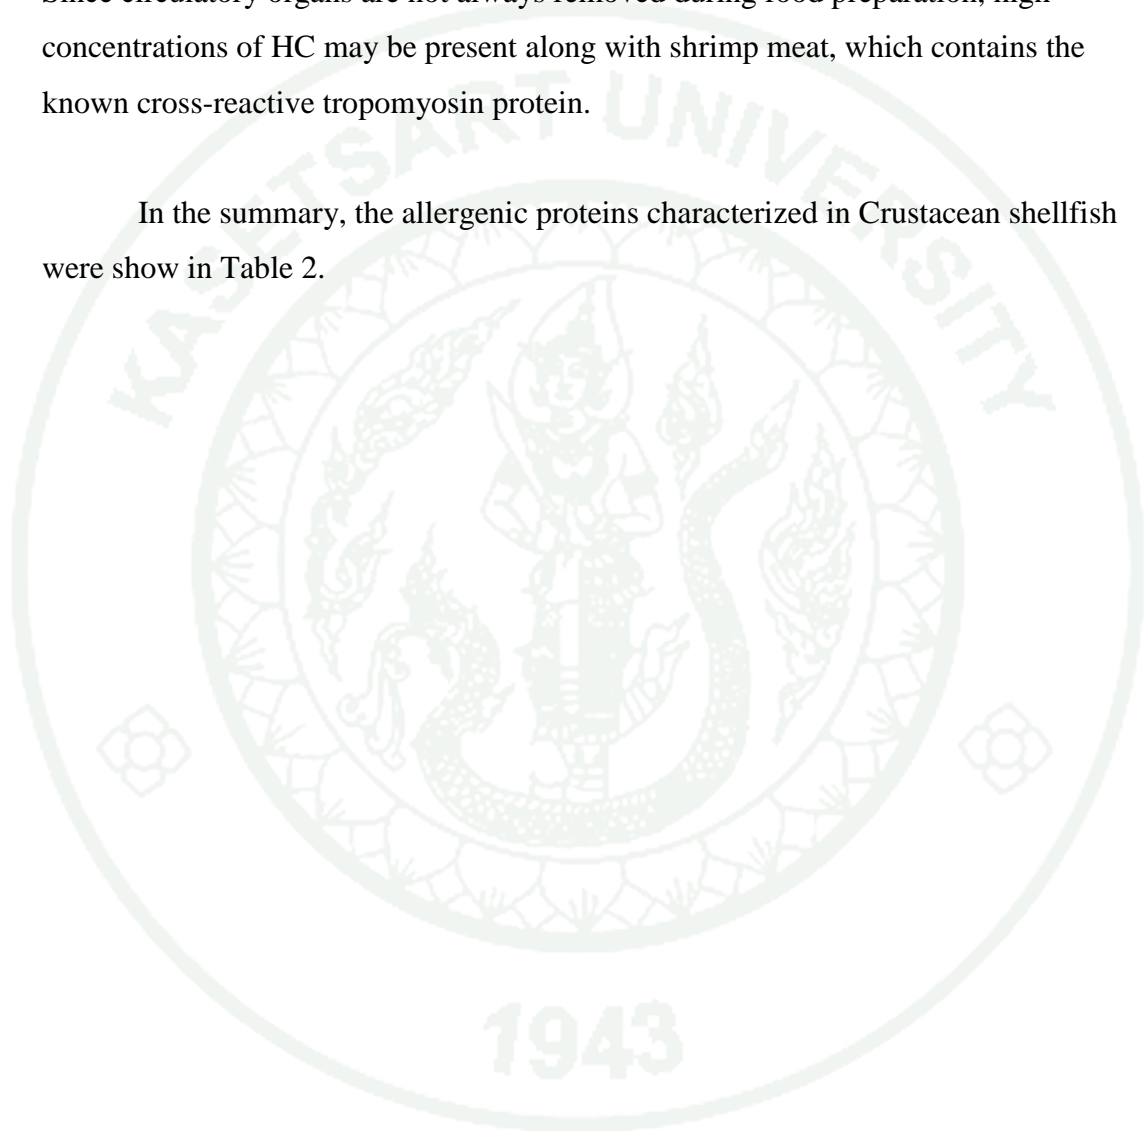 Since circulatory organs are not always removed during food preparation, high
concentrations of HC may be present along with shrimp meat, which contains the
known cross-reactive tropomyosin protein.
In the summary, the allergenic proteins characterized in Crustacean shellfish
were show in Table 2.
KASETSART UNIVERSITY
1943